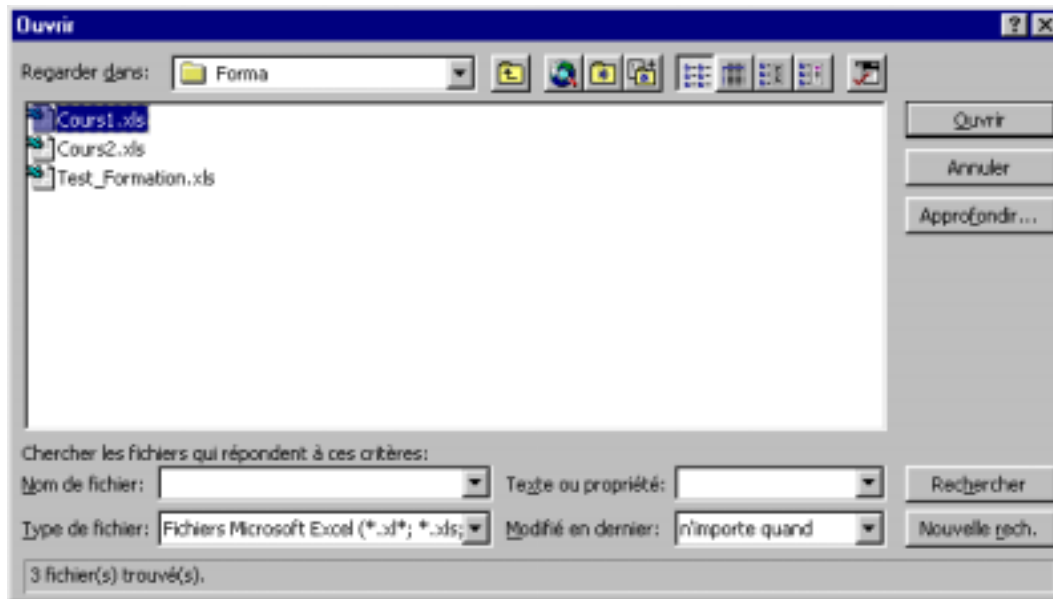 Ouvrir
Regarder dans: Forma
Cours1.xls
Ouvrir
Cours2.xls
Annuler
Test_Formation.xls
Approfondir...
Chercher les fichiers qui répondent à ces critères:
Nom de fichier: Texte ou propriété: Rechercher
Type de fichier: Fichiers Microsoft Excel (*.xl*; *.xls; Modifié en dernier: n'importe quand Nouvelle rech.
3 fichier(s) trouvé(s).